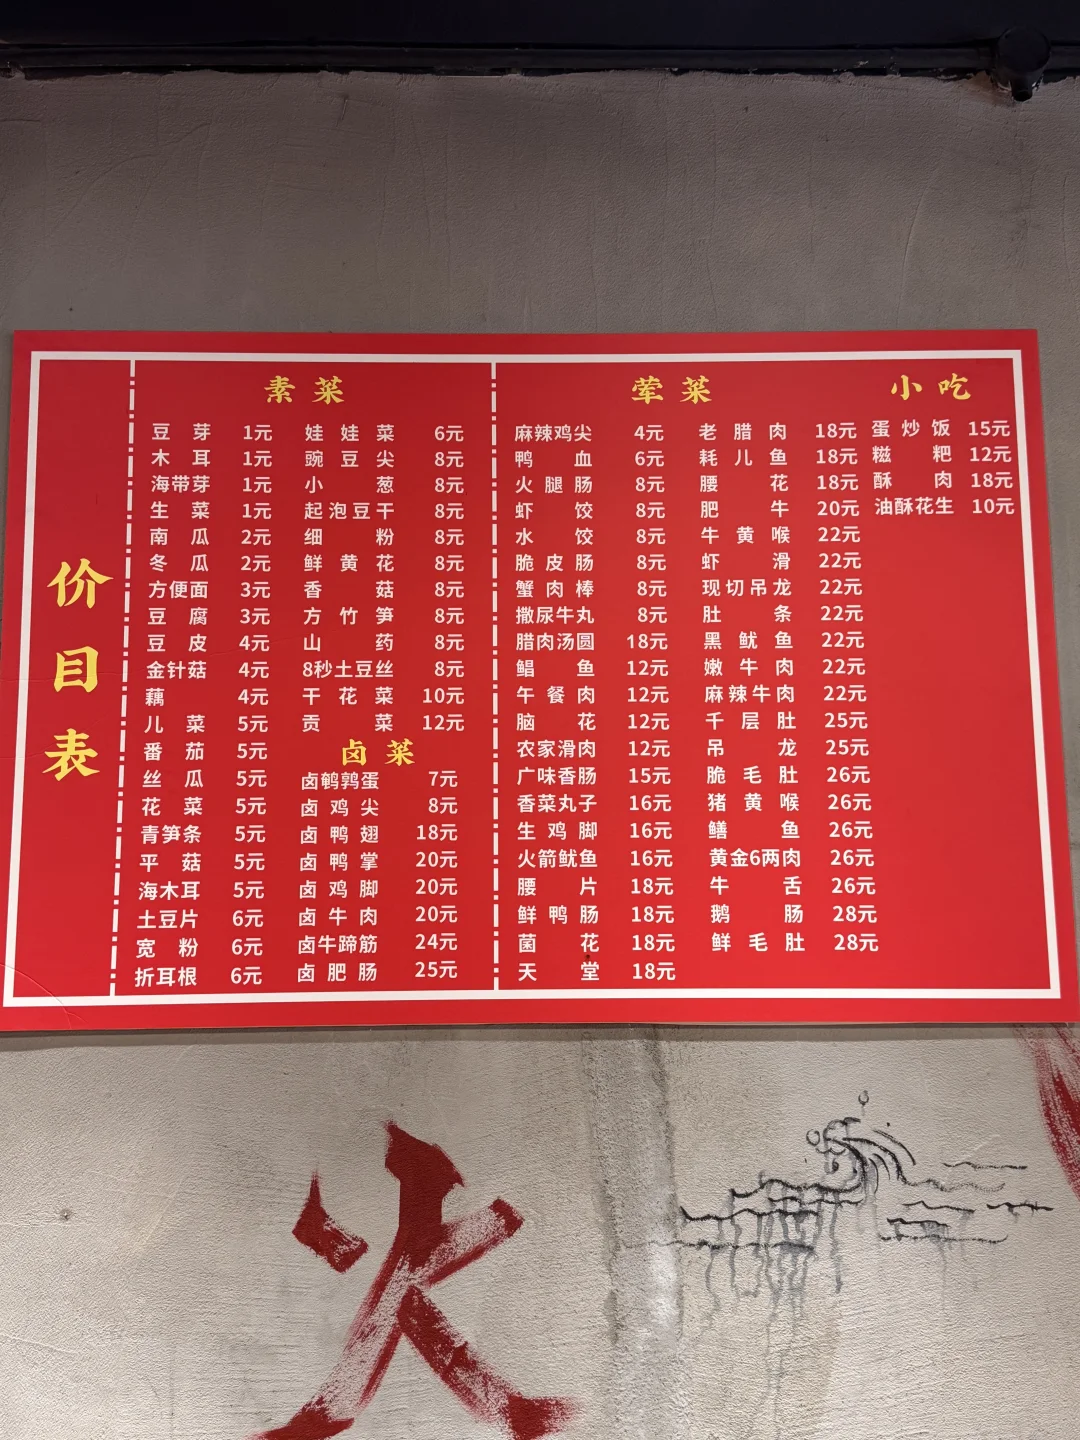 价目表
素菜
豆芽 1元
木耳 1元
海带芽 1元
生菜 1元
南瓜 2元
冬瓜 2元
方便面 3元
豆腐 3元
豆皮 4元
金针菇 4元
藕 4元
儿菜 5元
番茄 5元
丝瓜 5元
花菜 5元
青笋条 5元
平菇 5元
海木耳 5元
土豆片 6元
宽粉 6元
折耳根 6元
娃娃菜 6元
豌豆尖 8元
小葱 8元
起泡豆干 8元
细粉 8元
鲜黄花 8元
香菇 8元
方竹笋 8元
山药 8元
8秒土豆丝 8元
干花菜 10元
贡菜 12元
卤菜
卤鹌鹑蛋 7元
卤鸡尖 8元
卤鸭翅 18元
卤鸭掌 20元
卤鸡脚 20元
卤牛肉 20元
卤牛蹄筋 24元
卤肥肠 25元
荤菜
麻辣鸡尖 4元
鸭血 6元
火腿肠 8元
虾饺 8元
水饺 8元
脆皮肠 8元
蟹肉棒 8元
撒尿牛丸 8元
腊肉汤圆 18元
鲳鱼 12元
午餐肉 12元
脑花 12元
农家滑肉 12元
广味香肠 15元
香菜丸子 16元
生鸡脚 16元
火箭鱿鱼 16元
腰片 18元
鲜鸭肠 18元
菌花 18元
天堂 18元
老腊肉 18元
耗儿鱼 18元
腰花 18元
肥牛 20元
牛黄喉 22元
虾滑 22元
现切吊龙 22元
肚条 22元
黑鱿鱼 22元
嫩牛肉 22元
麻辣牛肉 22元
千层肚 25元
吊龙 25元
脆毛肚 26元
猪黄喉 26元
鳝鱼 26元
黄金6两肉 26元
牛舌 26元
鹅肠 28元
鲜毛肚 28元
小吃
蛋炒饭 15元
糍粑 12元
酥肉 18元
油酥花生 10元
火